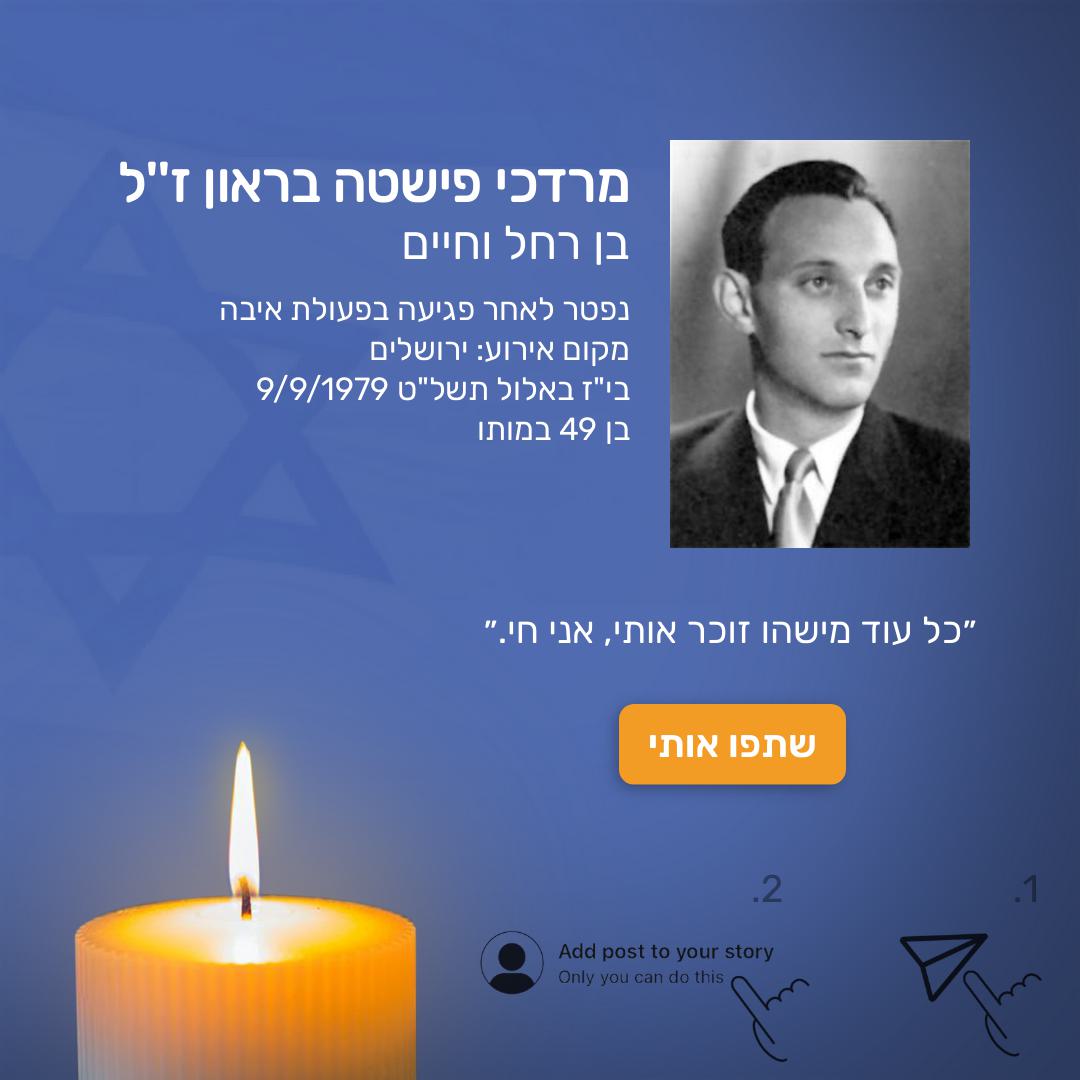 מרדכי פישטה בראון ז"ל
בן רחל וחיים
נפטר לאחר פגיעה בפעולת איבה
מקום אירוע: ירושלים
בי"ז באלול תשל"ט 9/9/1979
בן 49 במותו
״כל עוד מישהו זוכר אותי, אני חי.״
שתפו אותי
1.
2.
Add post to your story
Only you can do this